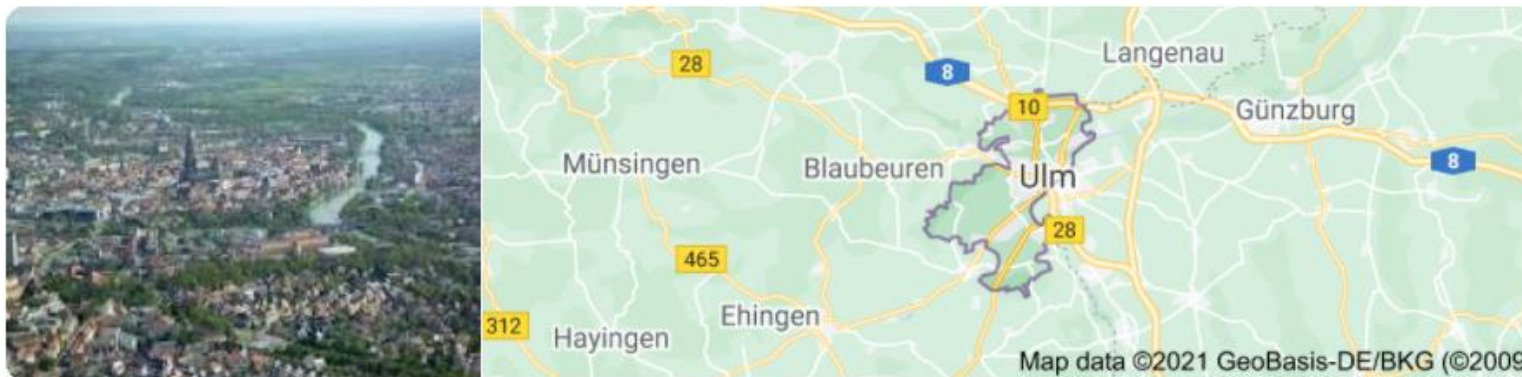 Langenau
28
8
10
Günzburg
Münsingen
Blaubeuren
Ulm
8
28
465
Ehingen
312
Hayingen
Map data ©2021 GeoBasis-DE/BKG (©2009